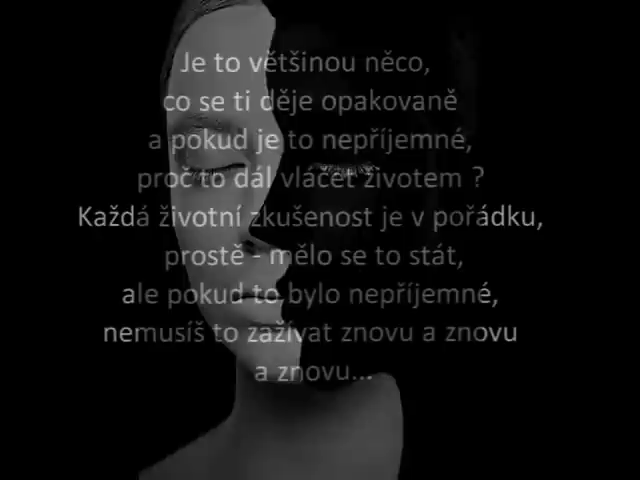 Je to většinou něco,
co se ti děje opakovaně
a pokud je to nepříjemné,
proč to dál vláčet životem ?
Každá životní zkušenost je v pořádku,
prostě - mělo se to stát,
ale pokud to bylo nepříjemné,
nemusíš to zažívat znovu a znovu
a znovu...